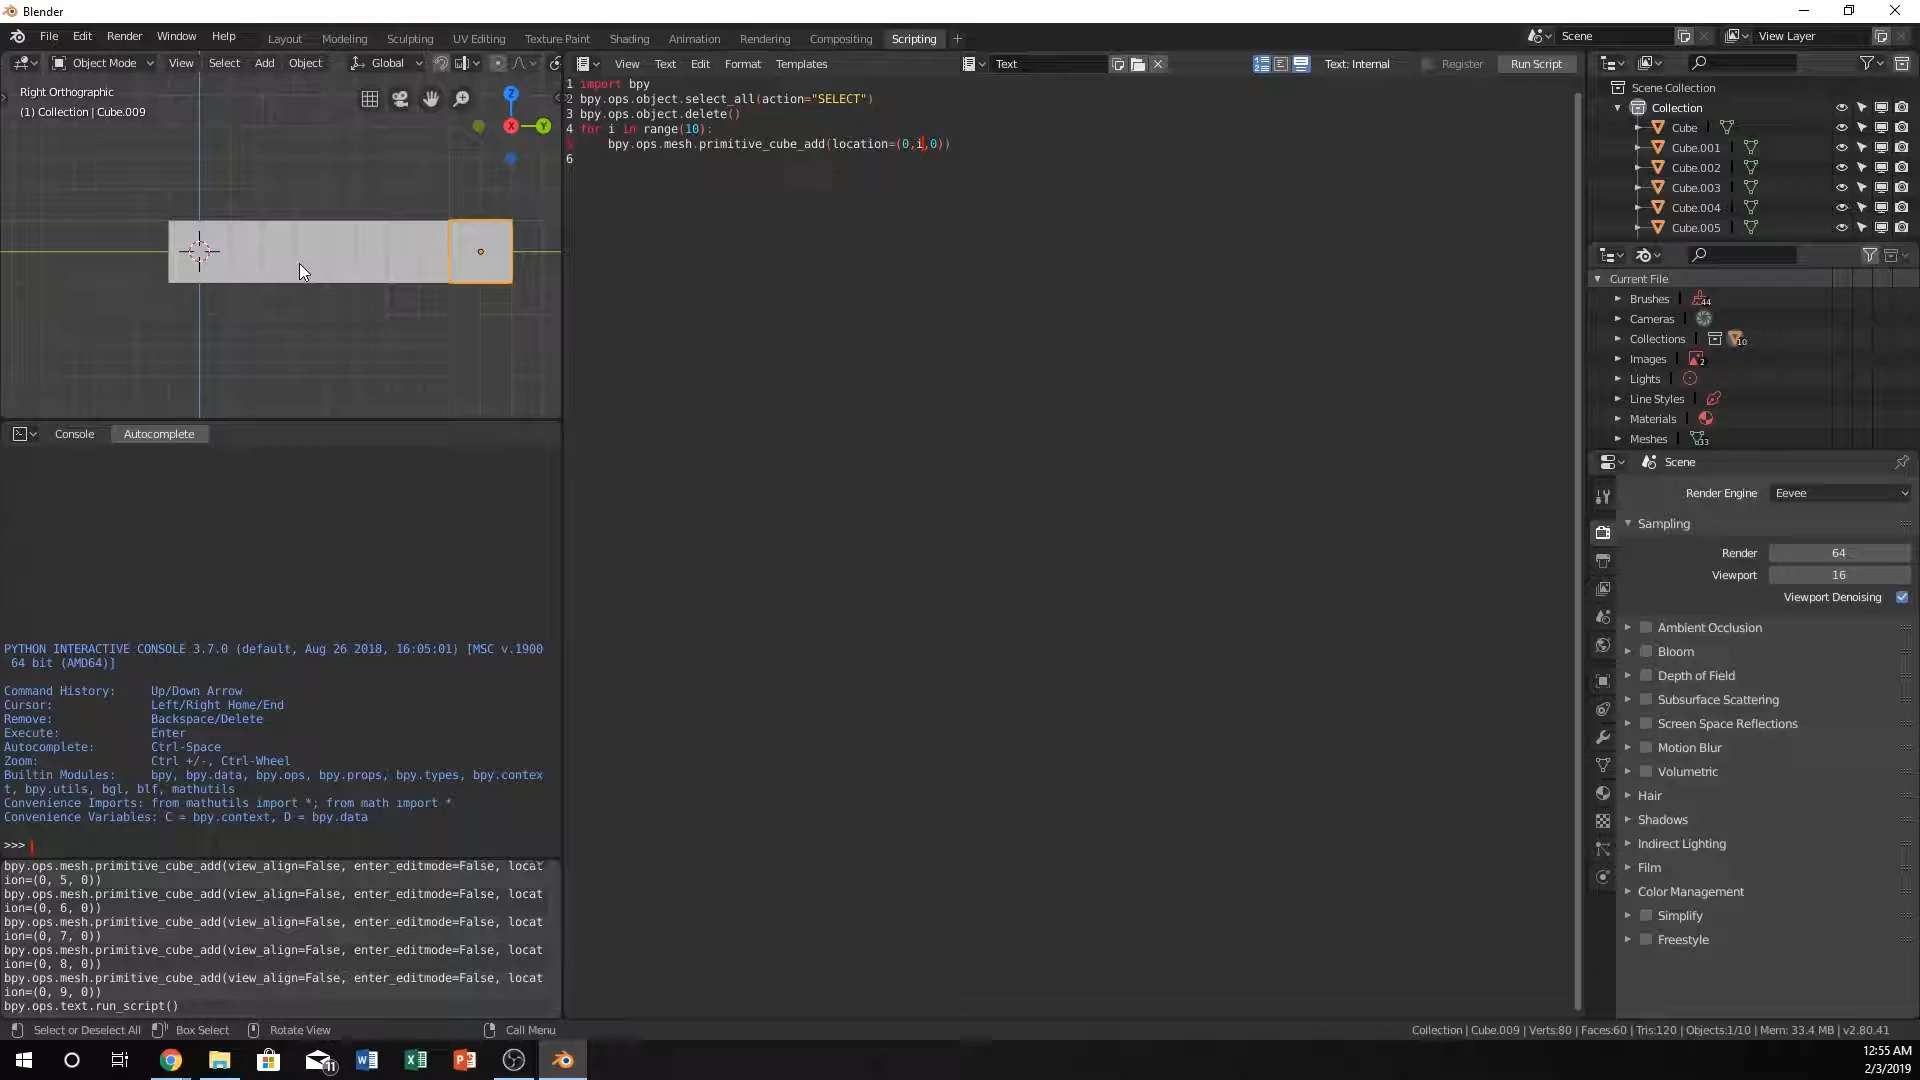 Blender
File Edit Render Window Help
Layout Modeling Sculpting UV Editing Texture Paint Shading Animation Rendering Compositing Scripting
Scene
View Layer
Object Mode View Select Add Object Global
View Text Edit Format Templates Text Text: Internal Register Run Script
Right Orthographic
(1) Collection | Cube.009
Z
X
Y
1 import bpy
2 bpy.ops.object.select_all(action="SELECT")
3 bpy.ops.object.delete()
4 for i in range(10):
5 bpy.ops.mesh.primitive_cube_add(location=(0,i,0))
6
Scene Collection
Collection
Cube
Cube.001
Cube.002
Cube.003
Cube.004
Cube.005
Current File
Brushes 44
Cameras
Collections 10
Images 2
Lights
Line Styles
Materials
Meshes 33
Scene
Render Engine Eevee
Sampling
Render 64
Viewport 16
Viewport Denoising
Ambient Occlusion
Bloom
Depth of Field
Subsurface Scattering
Screen Space Reflections
Motion Blur
Volumetric
Hair
Shadows
Indirect Lighting
Film
Color Management
Simplify
Freestyle
Console Autocomplete
PYTHON INTERACTIVE CONSOLE 3.7.0 (default, Aug 26 2018, 16:05:01) [MSC v.1900
64 bit (AMD64)]
Command History: Up/Down Arrow
Cursor: Left/Right Home/End
Remove: Backspace/Delete
Execute: Enter
Autocomplete: Ctrl-Space
Zoom: Ctrl +/-, Ctrl-Wheel
Builtin Modules: bpy, bpy.data, bpy.ops, bpy.props, bpy.types, bpy.contex
t, bpy.utils, bgl, blf, mathutils
Convenience Imports: from mathutils import *; from math import *
Convenience Variables: C = bpy.context, D = bpy.data
>>>
bpy.ops.mesh.primitive_cube_add(view_align=False, enter_editmode=False, locat
ion=(0, 5, 0))
bpy.ops.mesh.primitive_cube_add(view_align=False, enter_editmode=False, locat
ion=(0, 6, 0))
bpy.ops.mesh.primitive_cube_add(view_align=False, enter_editmode=False, locat
ion=(0, 7, 0))
bpy.ops.mesh.primitive_cube_add(view_align=False, enter_editmode=False, locat
ion=(0, 8, 0))
bpy.ops.mesh.primitive_cube_add(view_align=False, enter_editmode=False, locat
ion=(0, 9, 0))
bpy.ops.text.run_script()
Select or Deselect All Box Select Rotate View Call Menu
Collection | Cube.009 | Verts:80 | Faces:60 | Tris:120 | Objects:1/10 | Mem: 33.4 MB | v2.80.41
11
12:55 AM
2/3/2019